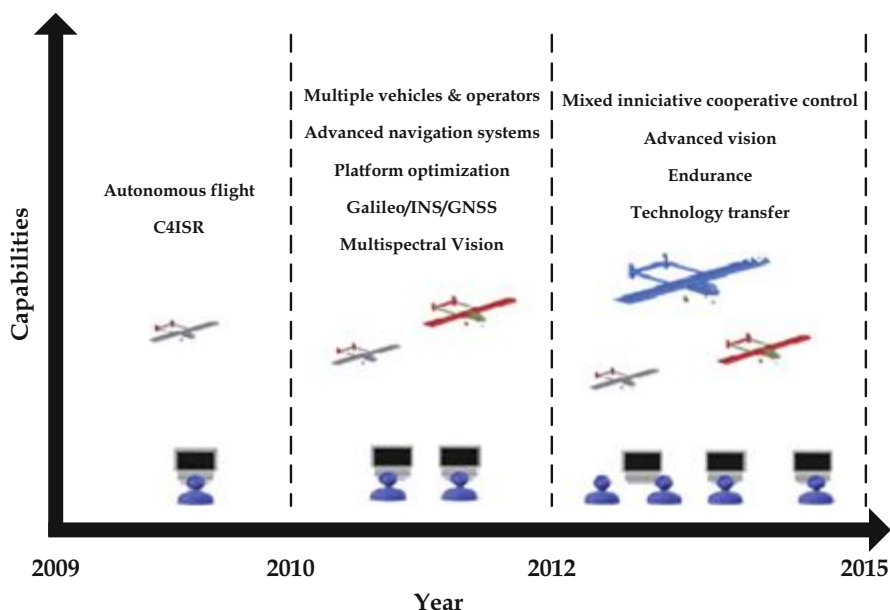 Capabilities
Autonomous flight
C4ISR
Multiple vehicles & operators
Advanced navigation systems
Platform optimization
Galileo/INS/GNSS
Multispectral Vision
Mixed inniciative cooperative control
Advanced vision
Endurance
Technology transfer
2009
2010
2012
2015
Year